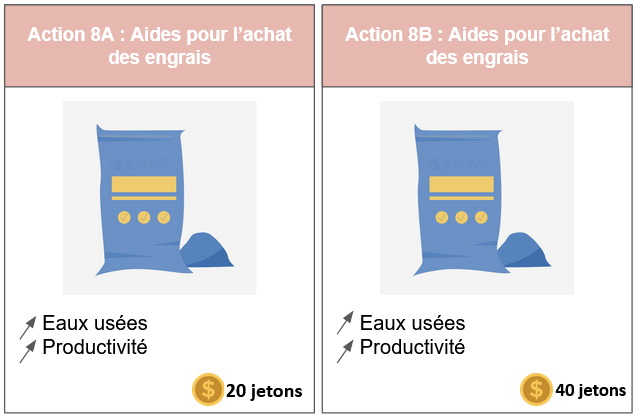 Action 8A : Aides pour l'achat
des engrais
Eaux usées
Productivité
$ 20 jetons
Action 8B : Aides pour l'achat
des engrais
Eaux usées
Productivité
$ 40 jetons